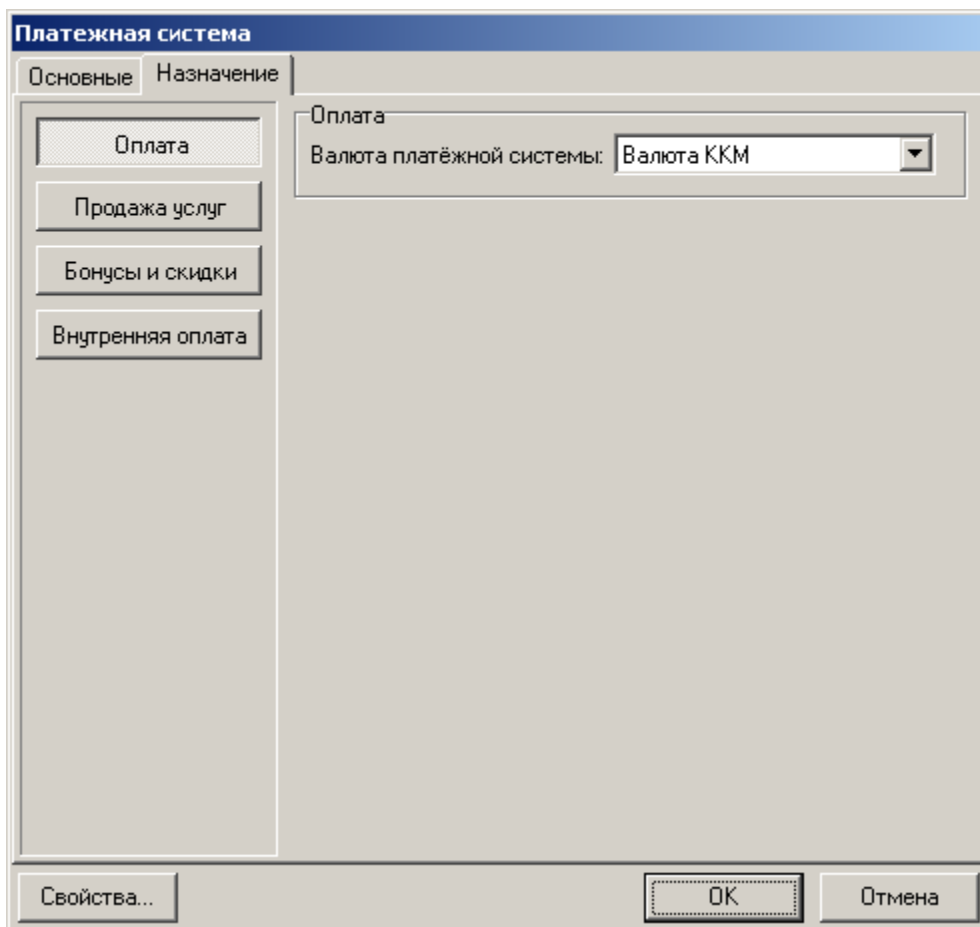 Платежная система
Основные Назначение
Оплата
Продажа услуг
Бонусы и скидки
Внутренняя оплата
Оплата
Валюта платёжной системы: Валюта ККМ
Свойства... OK Отмена